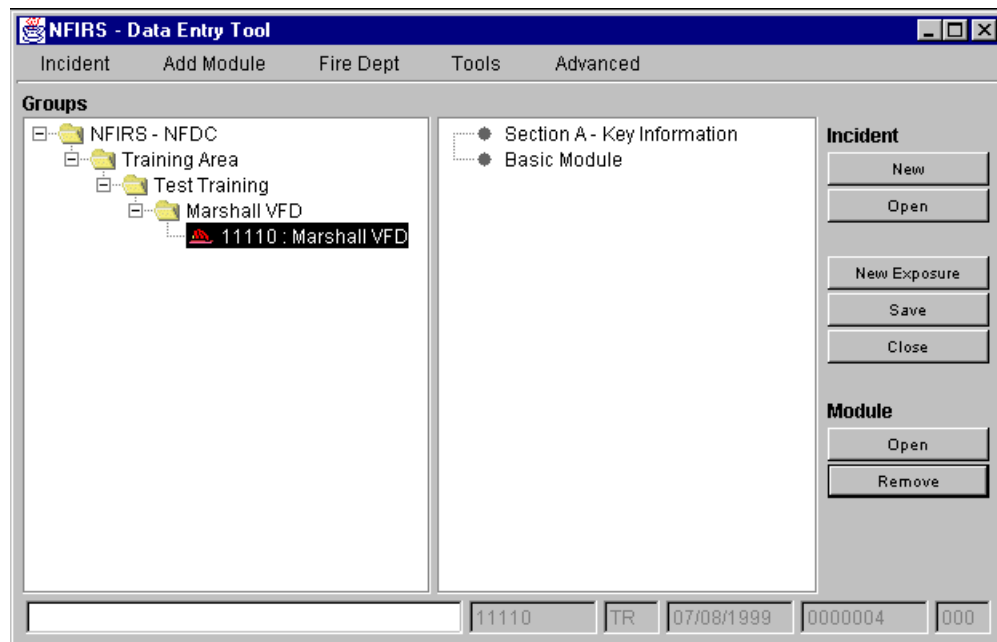 NFIRS - Data Entry Tool
Incident Add Module Fire Dept Tools Advanced
Groups
NFIRS - NFDC
Training Area
Test Training
Marshall VFD
11110 : Marshall VFD
Section A - Key Information
Basic Module
Incident
New
Open
New Exposure
Save
Close
Module
Open
Remove
11110 TR 07/08/1999 0000004 000